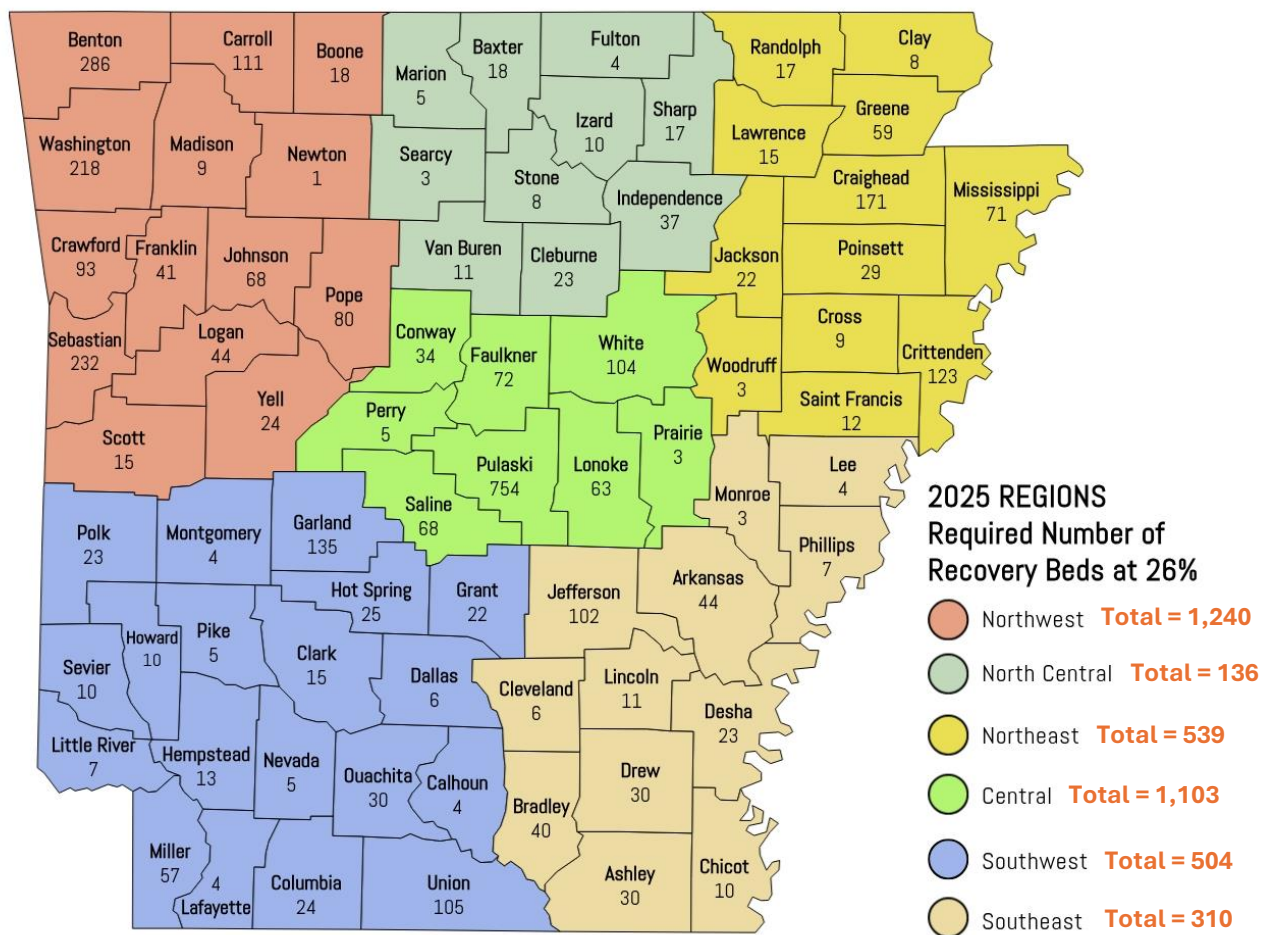 Benton
286
Carroll
111
Boone
18
Marion
5
Baxter
18
Fulton
4
Randolph
17
Clay
8
Washington
218
Madison
9
Newton
1
Searcy
3
Stone
8
Izard
10
Sharp
17
Lawrence
15
Greene
59
Independence
37
Craighead
171
Mississippi
71
Crawford
93
Franklin
41
Johnson
68
Pope
80
Van Buren
11
Cleburne
23
Jackson
22
Poinsett
29
Sebastian
232
Logan
44
Conway
34
Faulkner
72
White
104
Woodruff
3
Cross
9
Crittenden
123
Scott
15
Yell
24
Perry
5
Saline
68
Pulaski
754
Lonoke
63
Prairie
3
Saint Francis
12
Monroe
3
Lee
4
Phillips
7
Polk
23
Montgomery
4
Garland
135
Hot Spring
25
Grant
22
Jefferson
102
Arkansas
44
Sevier
10
Howard
10
Pike
5
Clark
15
Dallas
6
Cleveland
6
Lincoln
11
Desha
23
Little River
7
Hempstead
13
Nevada
5
Ouachita
30
Calhoun
4
Bradley
40
Drew
30
Miller
57
4
Lafayette
Columbia
24
Union
105
Ashley
30
Chicot
10
2025 REGIONS
Required Number of
Recovery Beds at 26%
Northwest Total = 1,240
North Central Total = 136
Northeast Total = 539
Central Total = 1,103
Southwest Total = 504
Southeast Total = 310